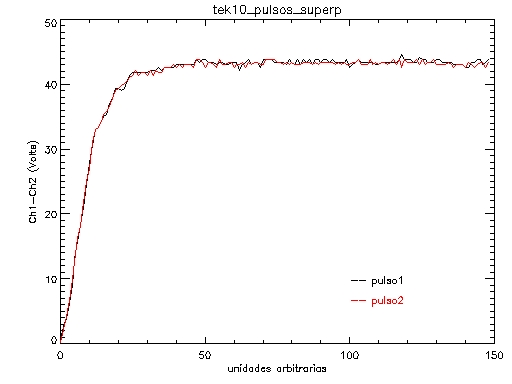 tek10_pulsos_superp
50
40
30
20
10
0
Ch1-Ch2 (Volts)
pulso1
pulso2
0 50 100 150
unidades arbitrarias